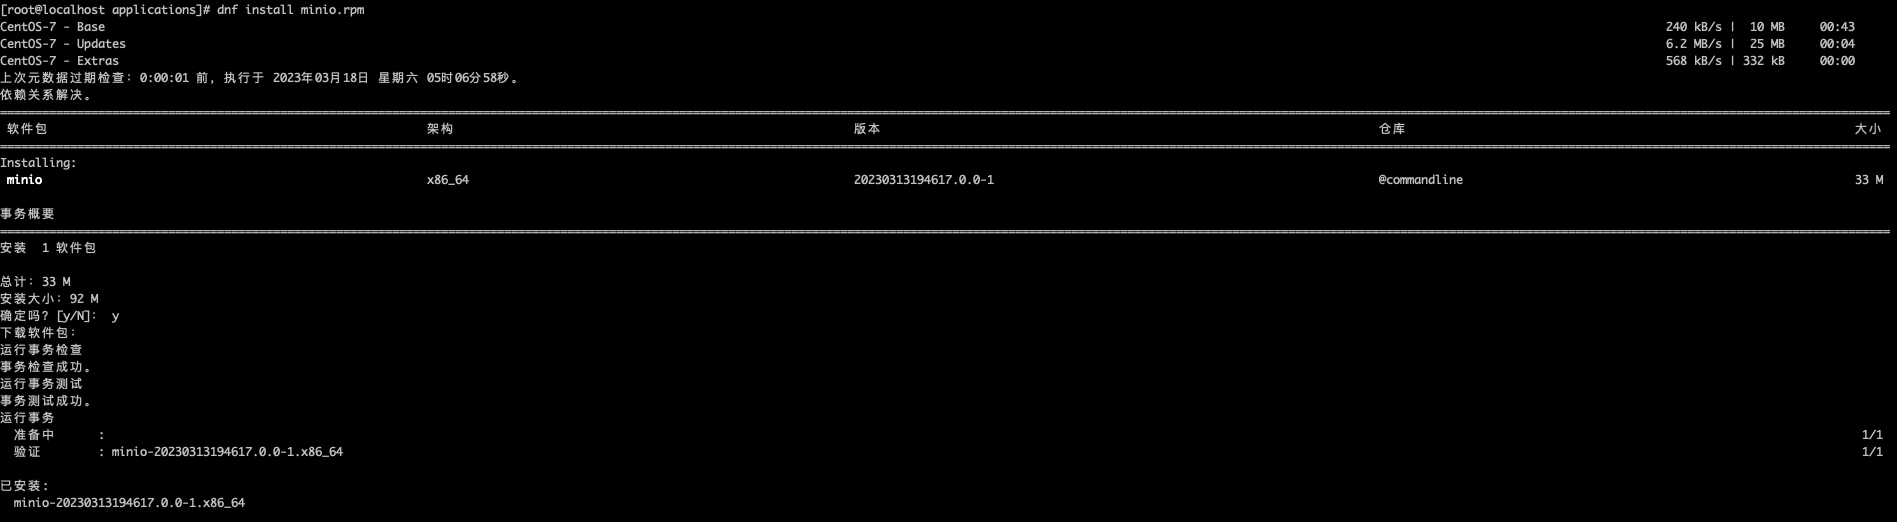 [root@localhost applications]# dnf install minio.rpm
CentOS-7 - Base 240 kB/s | 10 MB 00:43
CentOS-7 - Updates 6.2 MB/s | 25 MB 00:04
CentOS-7 - Extras 568 kB/s | 332 kB 00:00
上次元数据过期检查：0:00:01 前，执行于 2023年03月18日 星期六 05时06分58秒。
依赖关系解决。
软件包 架构 版本 仓库 大小
Installing:
minio x86_64 20230313194617.0.0-1 @commandline 33 M
事务概要
安装 1 软件包
总计：33 M
安装大小：92 M
确定吗？[y/N]： y
下载软件包：
运行事务检查
事务检查成功。
运行事务测试
事务测试成功。
运行事务
准备中 : 1/1
验证 : minio-20230313194617.0.0-1.x86_64 1/1
已安装:
minio-20230313194617.0.0-1.x86_64